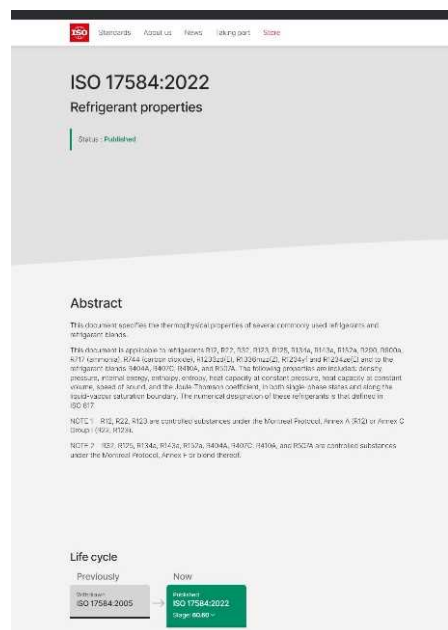 ISO
Standards About us News Taking part Store
ISO 17584:2022
Refrigerant properties
Status : Published
Abstract
This document specifies the thermophysical properties of several commonly used refrigerants and
refrigerant blends.
This document is applicable to refrigerants R12, R22, R32, R123, R125, R134a, R143a, R152a, R290, R600a,
R717 (ammonia), R744 (carbon dioxide), R1233zd(E), R1336mzz(Z), R1234yf and R1234ze(E) and to the
refrigerant blends R404A, R407C, R410A, and R507A. The following properties are included: density,
pressure, internal energy, enthalpy, entropy, heat capacity at constant pressure, heat capacity at constant
volume, speed of sound, and the Joule-Thomson coefficient, in both single-phase states and along the
liquid-vapour saturation boundary. The numerical designation of these refrigerants is that defined in
ISO 817.
NOTE 1 R12, R22, R123 are controlled substances under the Montreal Protocol, Annex A (R12) or Annex C
Group I (R22, R123).
NOTE 2 R32, R125, R134a, R143a, R152a, R404A, R407C, R410A, and R507A are controlled substances
under the Montreal Protocol, Annex F or blend thereof.
Life cycle
Previously Now
Withdrawn
ISO 17584:2005
Published
ISO 17584:2022
Stage: 60.60